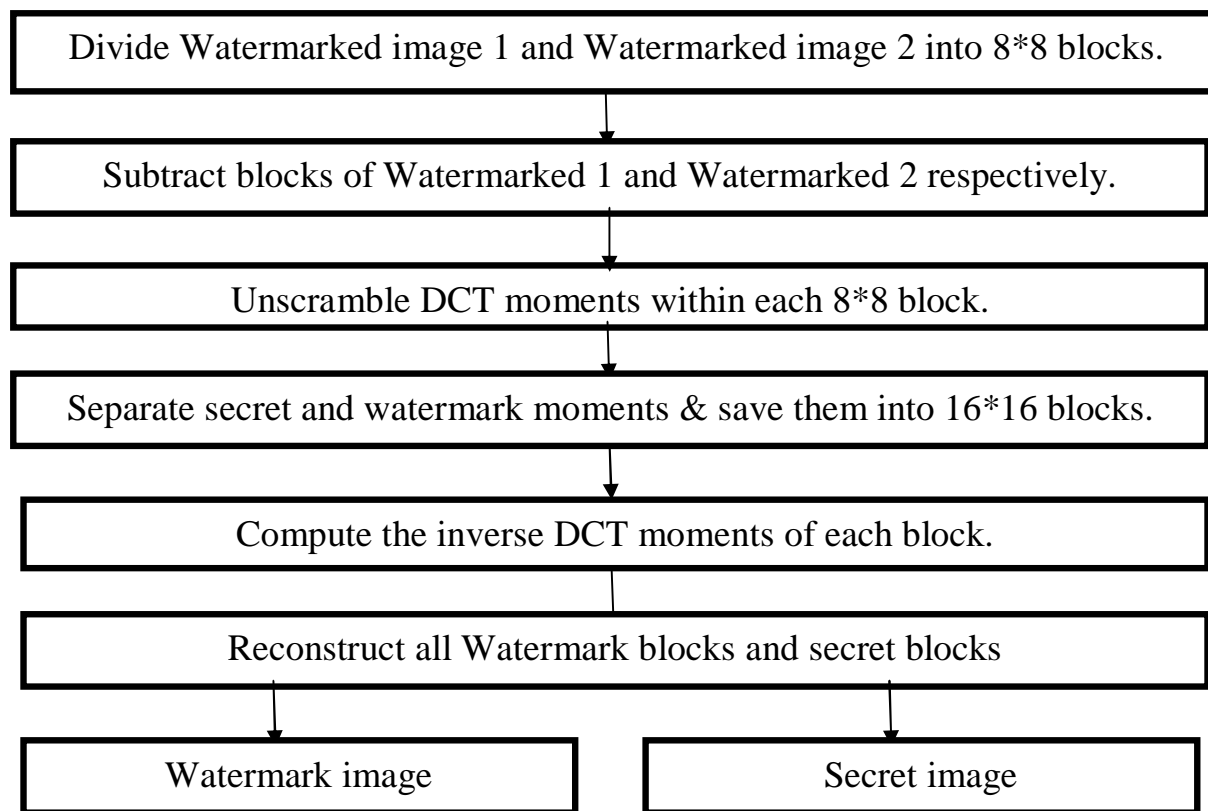 Divide Watermarked image 1 and Watermarked image 2 into 8*8 blocks.
Subtract blocks of Watermarked 1 and Watermarked 2 respectively.
Unscramble DCT moments within each 8*8 block.
Separate secret and watermark moments & save them into 16*16 blocks.
Compute the inverse DCT moments of each block.
Reconstruct all Watermark blocks and secret blocks
Watermark image
Secret image